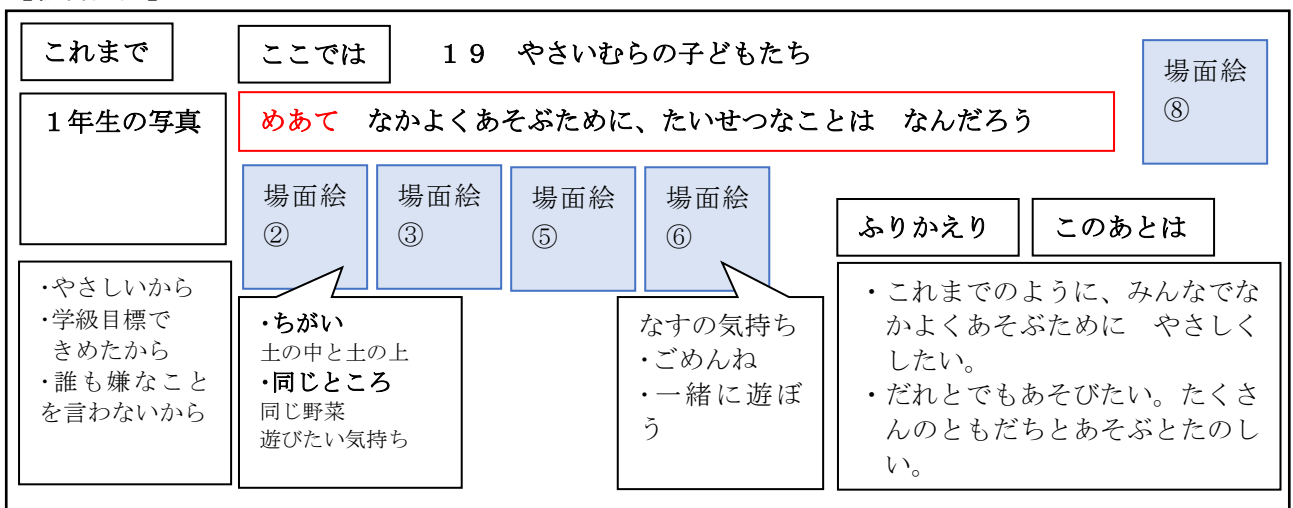 これまで
ここでは
１９　やさいむらの子どもたち
場面絵
⑧
１年生の写真
めあて　なかよくあそぶために、たいせつなことは　なんだろう
場面絵
②
場面絵
③
場面絵
⑤
場面絵
⑥
ふりかえり
このあとは
・やさしいから
・学級目標で
きめたから
・誰も嫌なこと
を言わないから
・ちがい
土の中と土の上
・同じところ
同じ野菜
遊びたい気持ち
なすの気持ち
・ごめんね
・一緒に遊ぼ
う
・これまでのように、みんなでな
かよくあそぶために　やさしく
したい。
・だれとでもあそびたい。たくさ
んのともだちとあそぶとたのし
い。